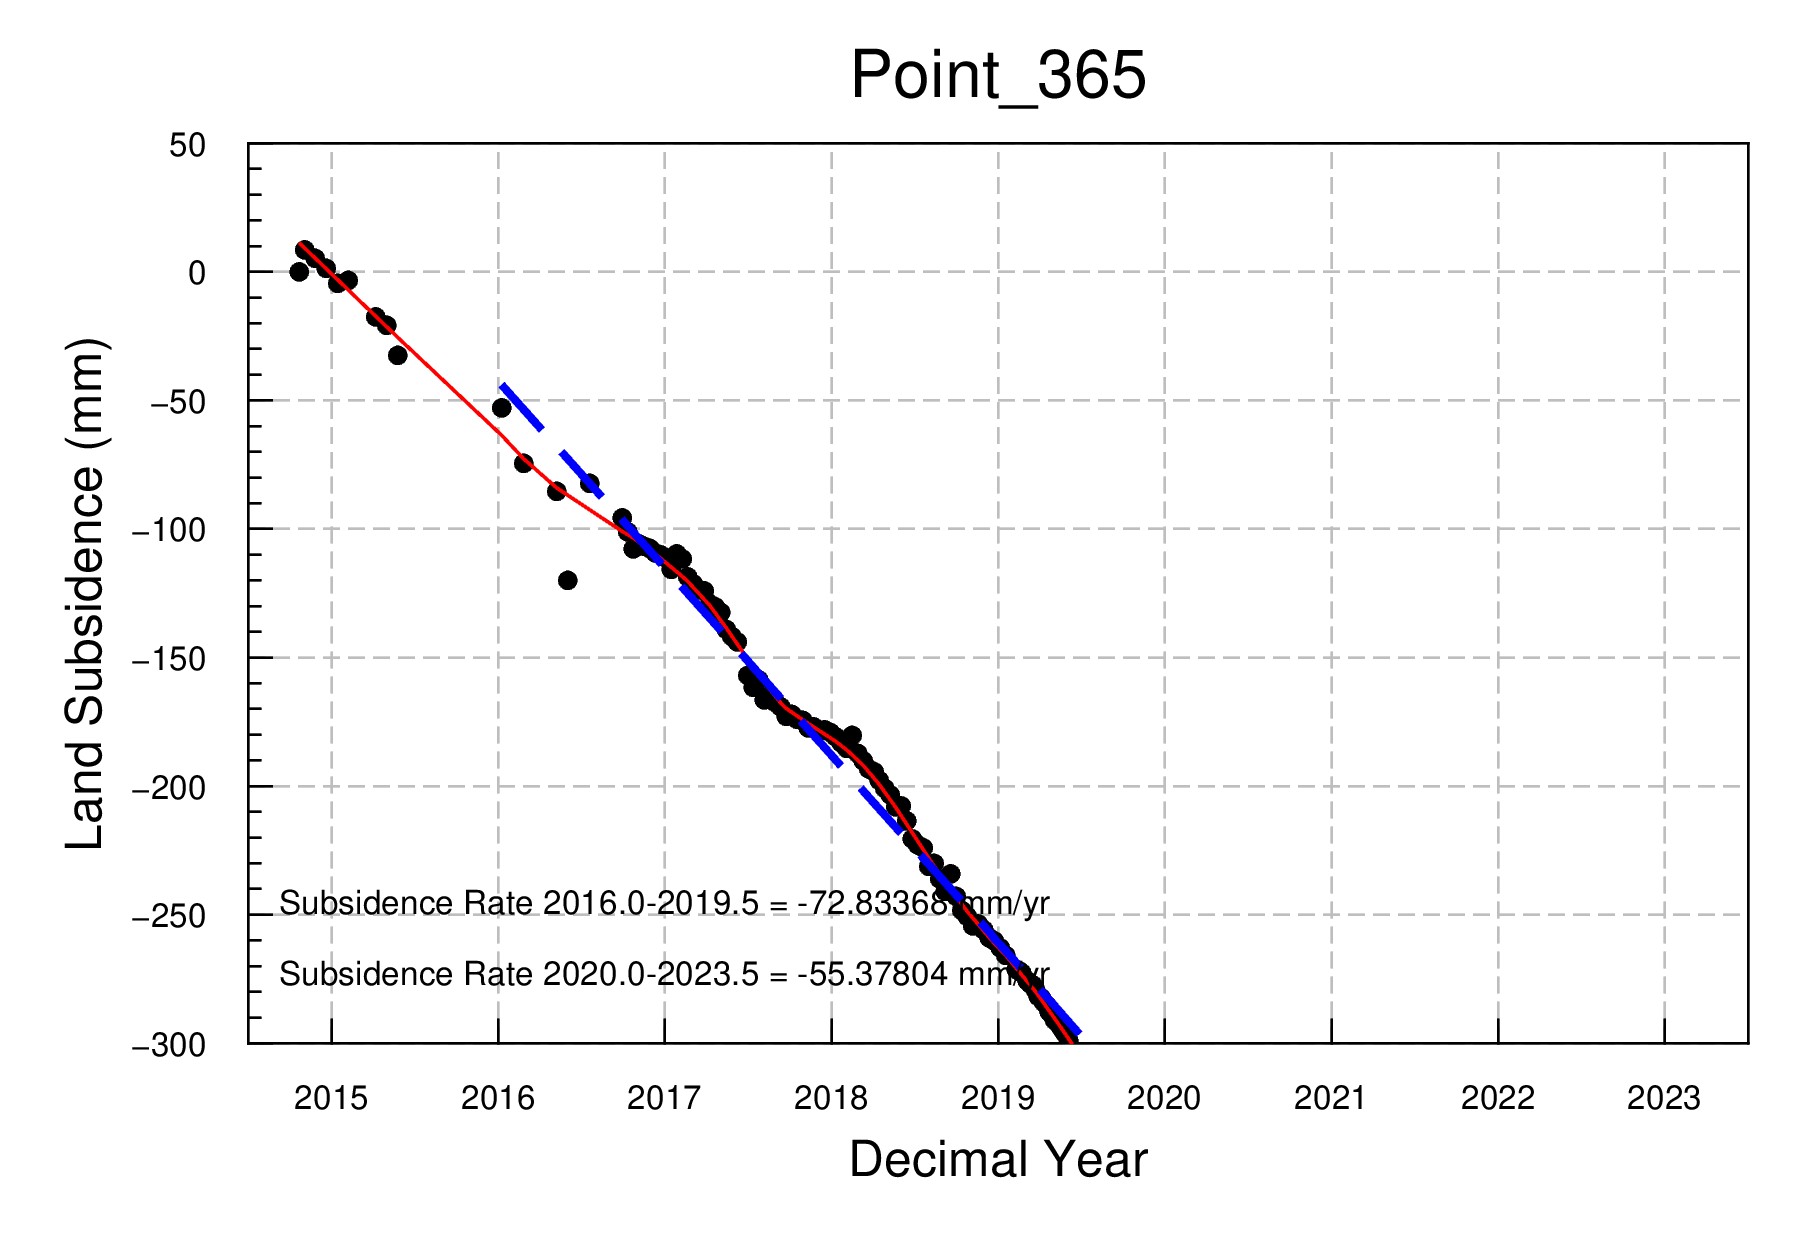 Point_365
50
0
−50
−100
−150
−200
−250
−300
Land Subsidence (mm)
Subsidence Rate 2016.0-2019.5 = -72.83368 mm/yr
Subsidence Rate 2020.0-2023.5 = -55.37804 mm/yr
2015 2016 2017 2018 2019 2020 2021 2022 2023
Decimal Year